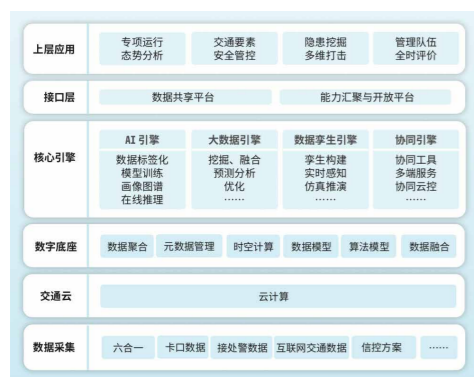 上层应用
专项运行
态势分析
交通要素
安全管控
隐患挖掘
多维打击
管理队伍
全时评价
接口层
数据共享平台
能力汇聚与开放平台
核心引擎
AI 引擎
数据标签化
模型训练
画像图谱
在线推理
大数据引擎
挖掘、融合
预测分析
优化
……
数据孪生引擎
孪生构建
实时感知
仿真推演
……
协同引擎
协同工具
多端服务
协同云控
……
数字底座
数据聚合
元数据管理
时空计算
数据模型
算法模型
数据融合
交通云
云计算
数据采集
六合一
卡口数据
接处警数据
互联网交通数据
信控方案
……